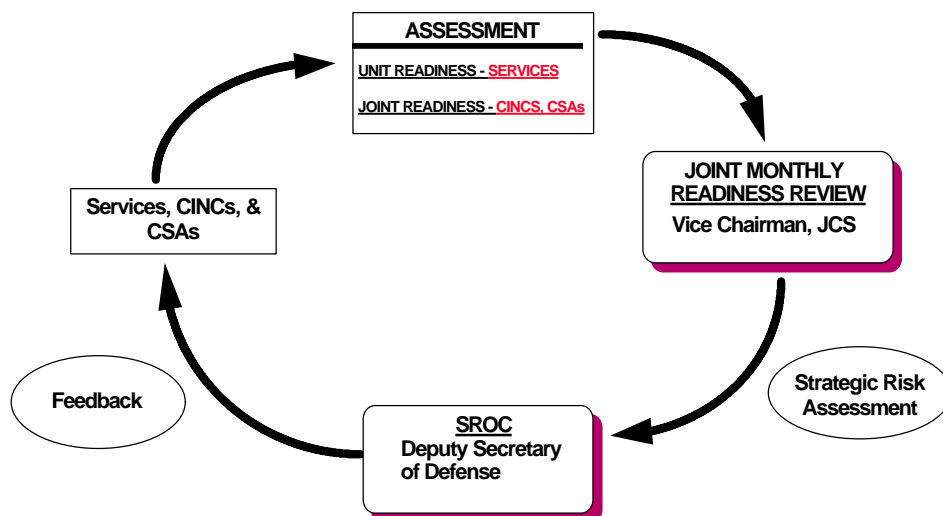 ASSESSMENT
UNIT READINESS - SERVICES
JOINT READINESS - CINCS, CSAs
JOINT MONTHLY
READINESS REVIEW
Vice Chairman, JCS
Services, CINCs, &
CSAs
Feedback
Strategic Risk
Assessment
SROC
Deputy Secretary
of Defense